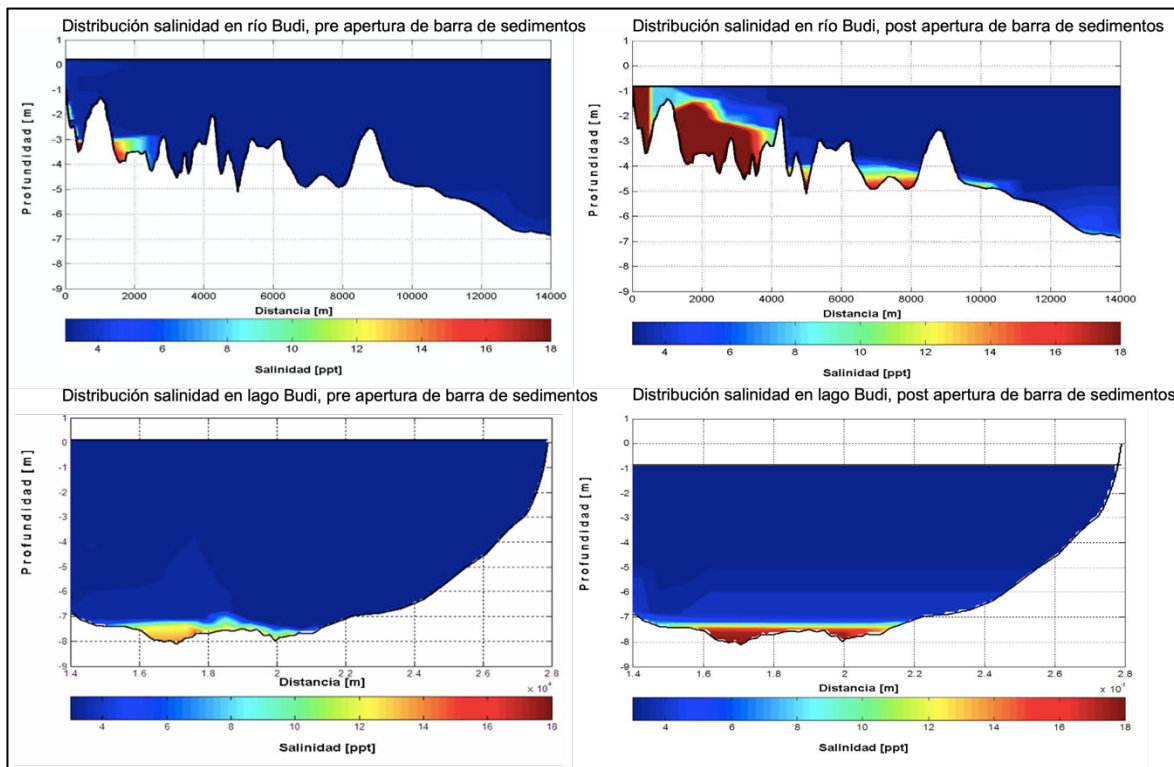 Distribución salinidad en río Budi, pre apertura de barra de sedimentos
Profundidad [m]
1
0
-1
-2
-3
-4
-5
-6
-7
-8
-9
0 2000 4000 6000 8000 10000 12000 14000
Distancia [m]
4 6 8 10 12 14 16 18
Salinidad [ppt]
Distribución salinidad en río Budi, post apertura de barra de sedimentos
Profundidad [m]
1
0
-1
-2
-3
-4
-5
-6
-7
-8
-9
0 2000 4000 6000 8000 10000 12000 14000
Distancia [m]
4 6 8 10 12 14 16 18
Salinidad [ppt]
Distribución salinidad en lago Budi, pre apertura de barra de sedimentos
Profundidad [m]
1
0
-1
-2
-3
-4
-5
-6
-7
-8
-9
1.4 1.6 1.8 2 2.2 2.4 2.6 2.8
Distancia [m]
x 10⁴
4 6 8 10 12 14 16 18
Salinidad [ppt]
Distribución salinidad en lago Budi, post apertura de barra de sedimentos
Profundidad [m]
1
0
-1
-2
-3
-4
-5
-6
-7
-8
-9
1.4 1.6 1.8 2 2.2 2.4 2.6 2.8
Distancia [m]
x 10⁴
4 6 8 10 12 14 16 18
Salinidad [ppt]